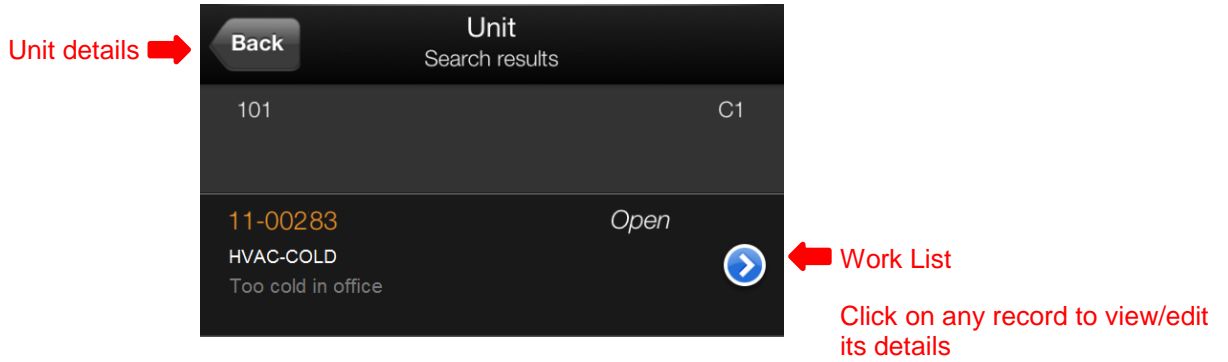 Unit details
Back
Unit
Search results
101 C1
11-00283 Open
HVAC-COLD
Too cold in office
Work List
Click on any record to view/edit
its details